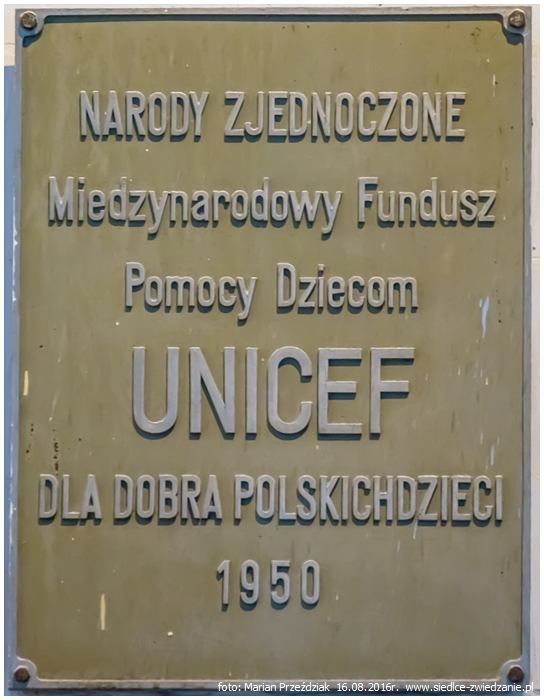 NARODY ZJEDNOCZONE
Miedzynarodowy Fundusz
Pomocy Dzieciom
UNICEF
DLA DOBRA POLSKICHDZIECI
1950
foto: Marian Przeździak 16.08.2016r. www.siedlce-zwiedzanie.pl